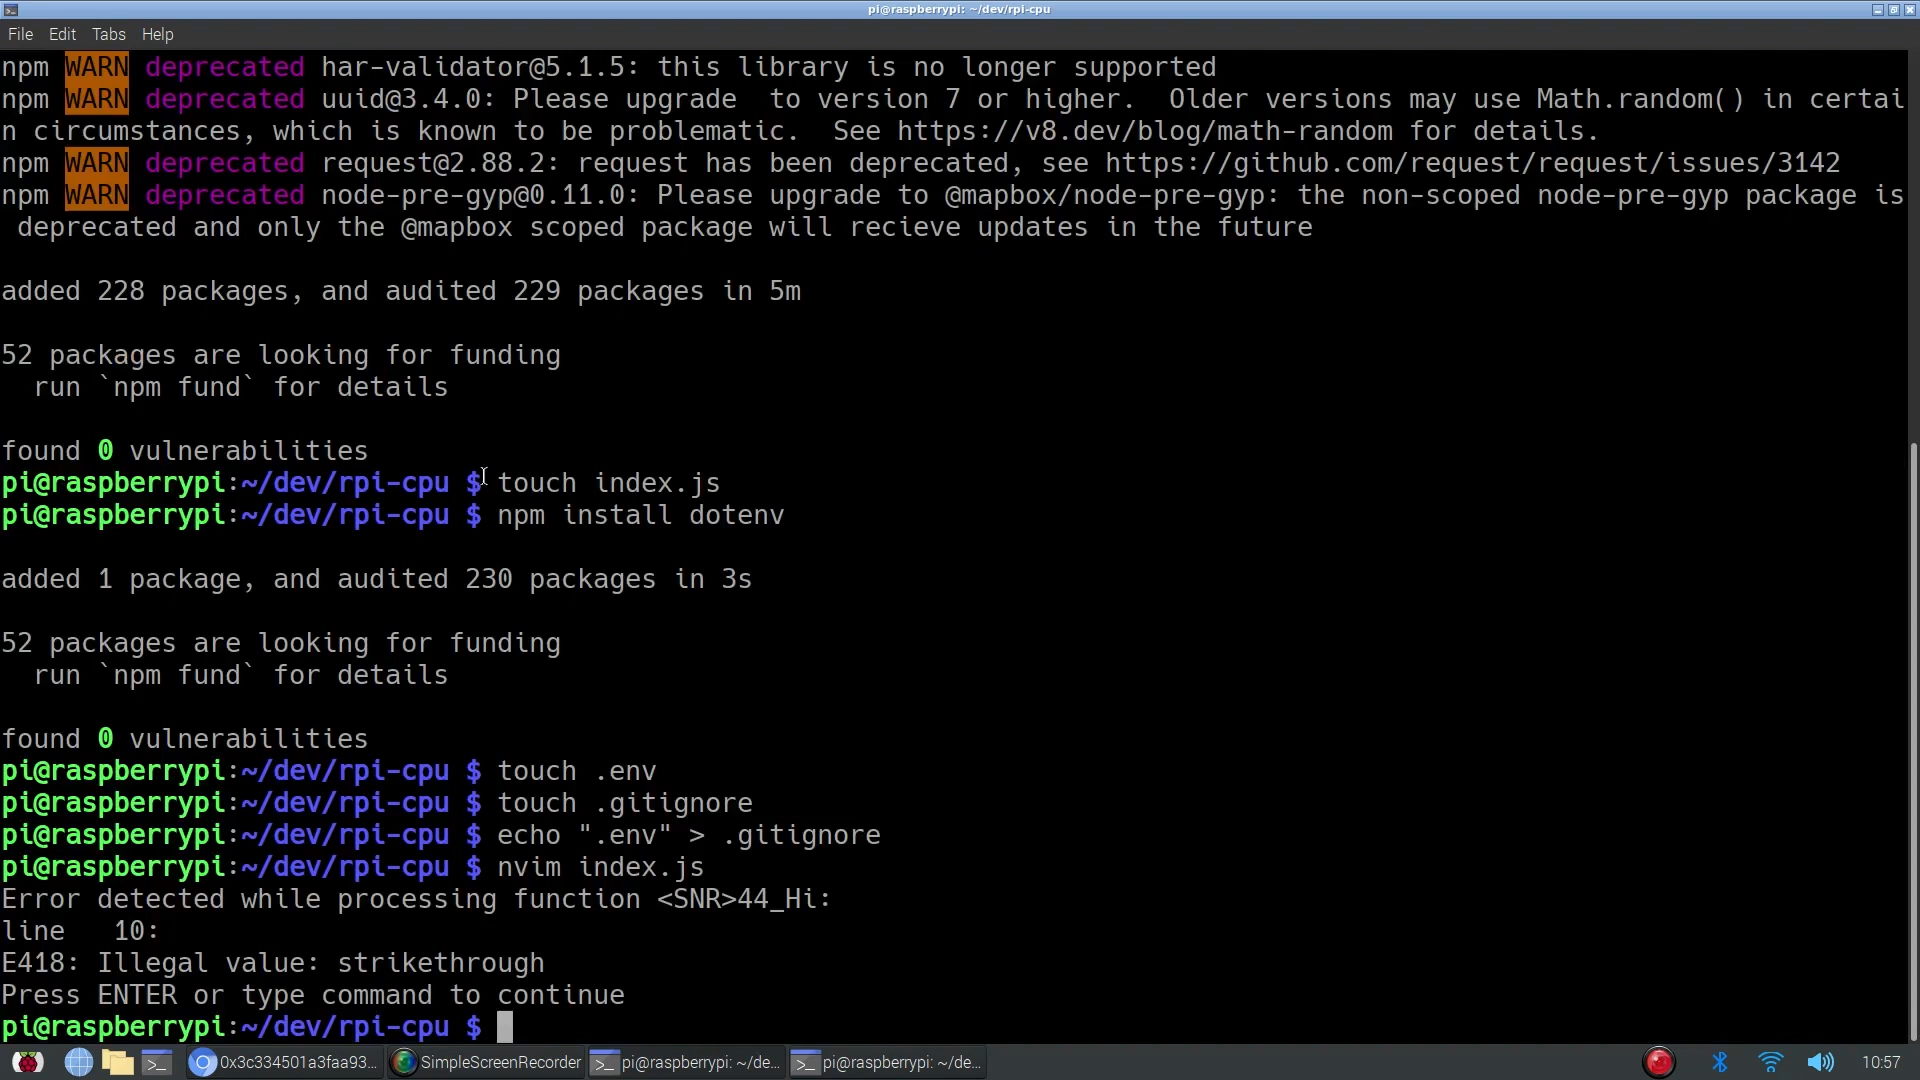 pi@raspberrypi: ~/dev/rpi-cpu
File Edit Tabs Help
npm WARN deprecated har-validator@5.1.5: this library is no longer supported
npm WARN deprecated uuid@3.4.0: Please upgrade  to version 7 or higher.  Older versions may use Math.random() in certai
n circumstances, which is known to be problematic.  See https://v8.dev/blog/math-random for details.
npm WARN deprecated request@2.88.2: request has been deprecated, see https://github.com/request/request/issues/3142
npm WARN deprecated node-pre-gyp@0.11.0: Please upgrade to @mapbox/node-pre-gyp: the non-scoped node-pre-gyp package is
 deprecated and only the @mapbox scoped package will recieve updates in the future
added 228 packages, and audited 229 packages in 5m
52 packages are looking for funding
  run `npm fund` for details
found 0 vulnerabilities
pi@raspberrypi:~/dev/rpi-cpu $ touch index.js
pi@raspberrypi:~/dev/rpi-cpu $ npm install dotenv
added 1 package, and audited 230 packages in 3s
52 packages are looking for funding
  run `npm fund` for details
found 0 vulnerabilities
pi@raspberrypi:~/dev/rpi-cpu $ touch .env
pi@raspberrypi:~/dev/rpi-cpu $ touch .gitignore
pi@raspberrypi:~/dev/rpi-cpu $ echo ".env" > .gitignore
pi@raspberrypi:~/dev/rpi-cpu $ nvim index.js
Error detected while processing function <SNR>44_Hi:
line   10:
E418: Illegal value: strikethrough
Press ENTER or type command to continue
pi@raspberrypi:~/dev/rpi-cpu $
0x3c334501a3faa93... SimpleScreenRecorder pi@raspberrypi: ~/de... pi@raspberrypi: ~/de... 10:57